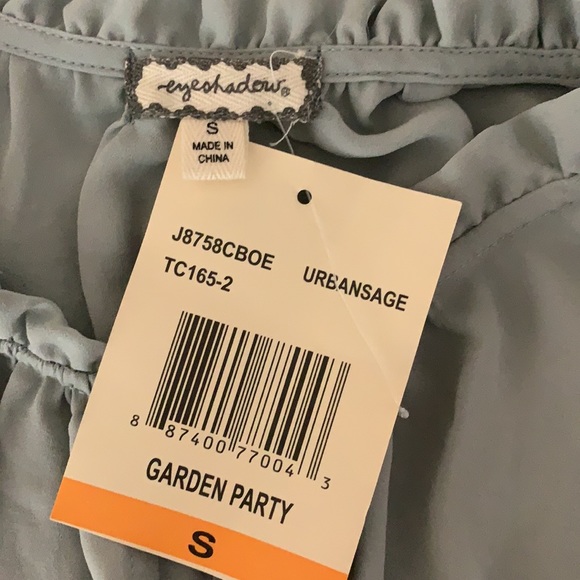 eyeshadow®
S
MADE IN
CHINA
J8758CBOE
TC165-2 URBANSAGE
8 87400 77004 3
GARDEN PARTY
S